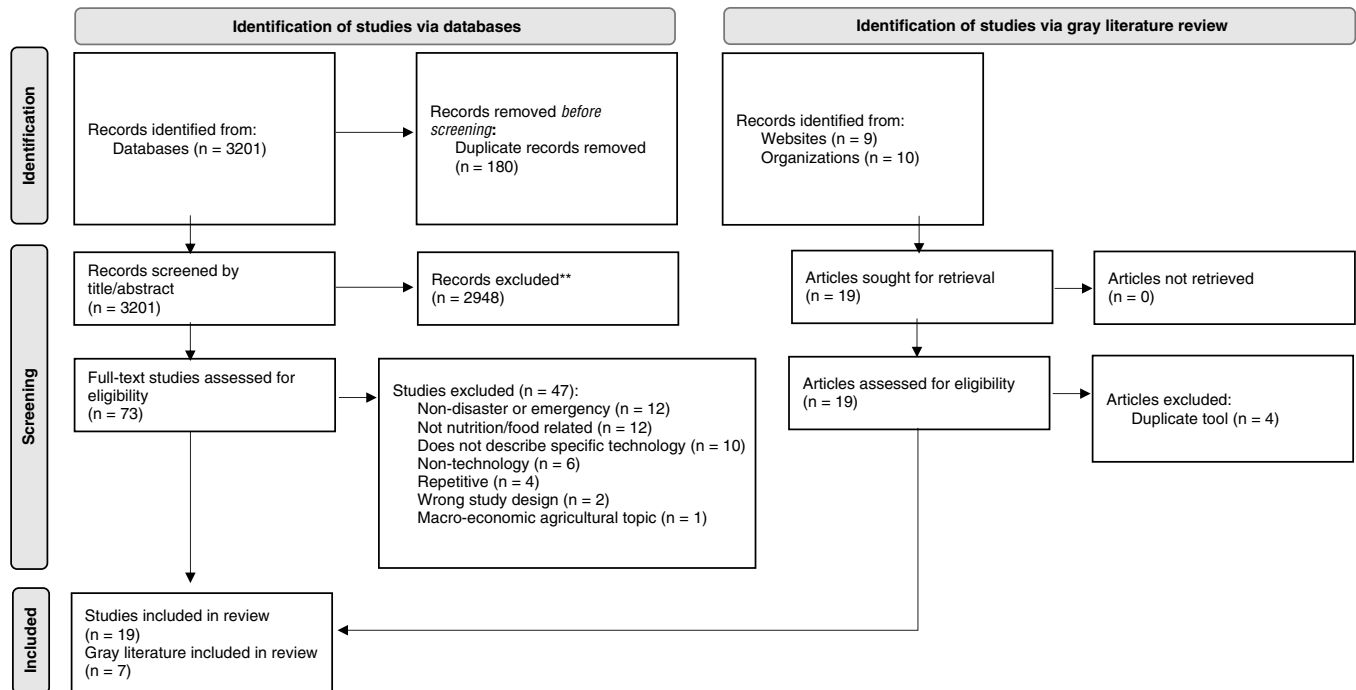 Identification of studies via databases
Identification of studies via gray literature review
Identification
Records identified from:
Databases (n = 3201)
Records removed before
screening:
Duplicate records removed
(n = 180)
Records identified from:
Websites (n = 9)
Organizations (n = 10)
Screening
Records screened by
title/abstract
(n = 3201)
Records excluded**
(n = 2948)
Articles sought for retrieval
(n = 19)
Articles not retrieved
(n = 0)
Full-text studies assessed for
eligibility
(n = 73)
Studies excluded (n = 47):
Non-disaster or emergency (n = 12)
Not nutrition/food related (n = 12)
Does not describe specific technology (n = 10)
Non-technology (n = 6)
Repetitive (n = 4)
Wrong study design (n = 2)
Macro-economic agricultural topic (n = 1)
Articles assessed for eligibility
(n = 19)
Articles excluded:
Duplicate tool (n = 4)
Included
Studies included in review
(n = 19)
Gray literature included in review
(n = 7)